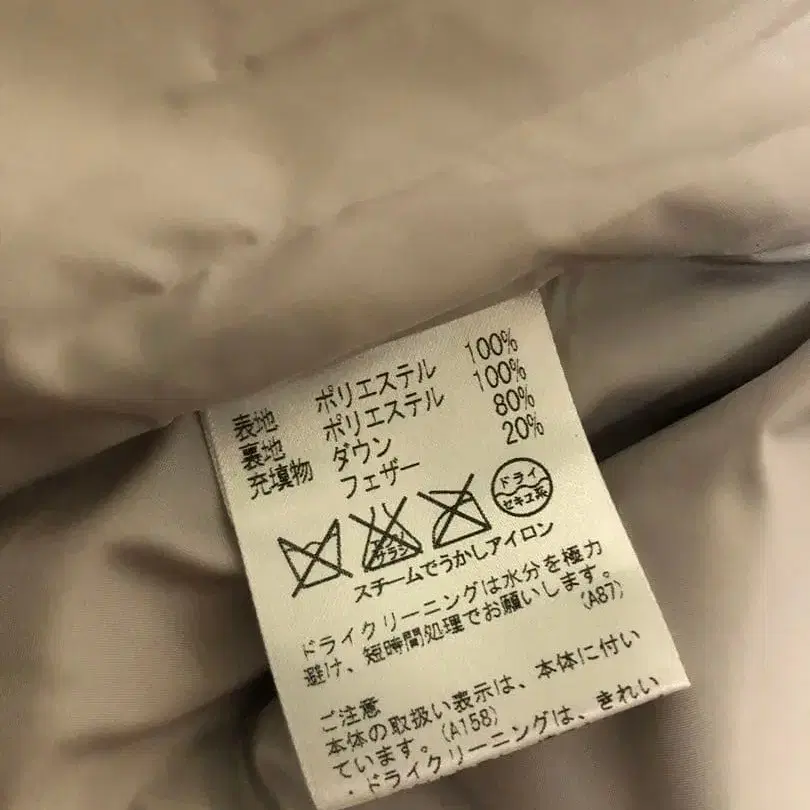 表地 ポリエステル 100%
裏地 ポリエステル 100%
充填物 ダウン 80%
フェザー 20%
エンソ
サラシ
ドライ
セキユ系
スチームでうかしアイロン
ドライクリーニングは水分を極力
避け、短時間処理でお願いします。
(A87)
ご注意
本体の取扱い表示は、本体に付い
ています。(A158)
・ドライクリーニングは、きれい